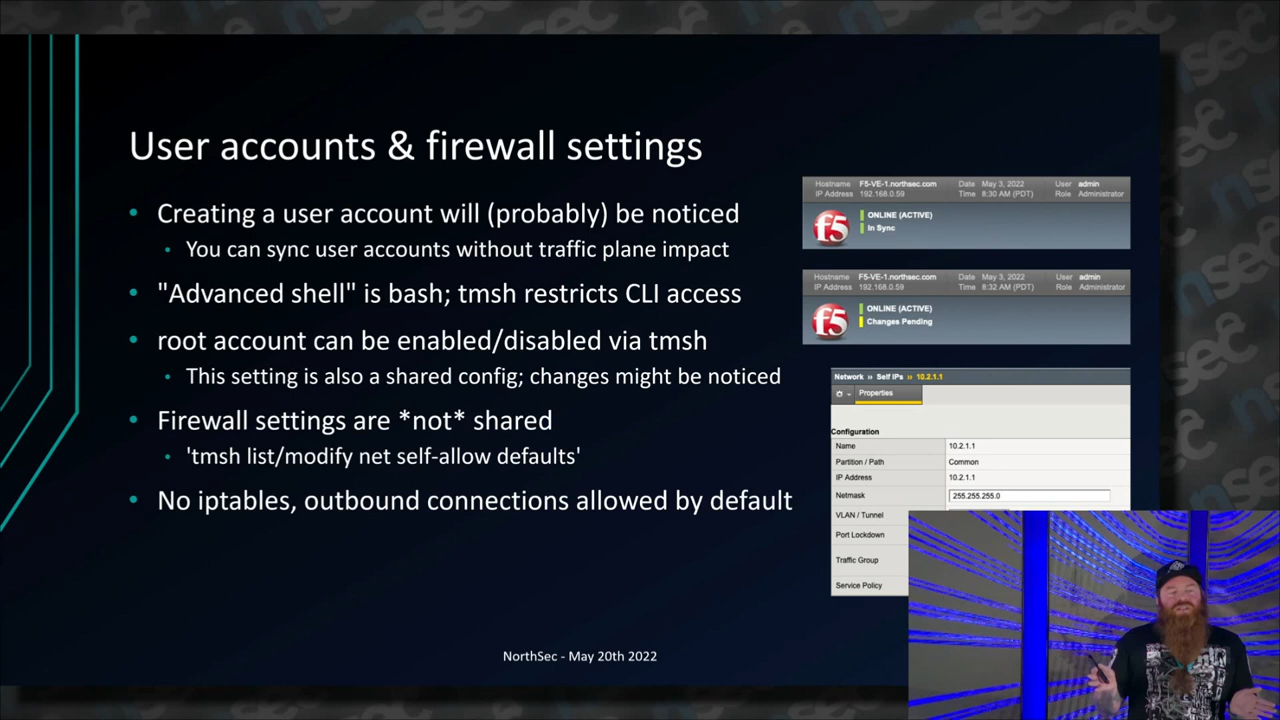 User accounts & firewall settings
• Creating a user account will (probably) be noticed
• You can sync user accounts without traffic plane impact
• "Advanced shell" is bash; tmsh restricts CLI access
• root account can be enabled/disabled via tmsh
• This setting is also a shared config; changes might be noticed
• Firewall settings are *not* shared
• 'tmsh list/modify net self-allow defaults'
• No iptables, outbound connections allowed by default
Hostname F5-VE-1.northsec.com Date May 3, 2022 User admin
IP Address 192.168.0.59 Time 8:30 AM (PDT) Role Administrator
f5
ONLINE (ACTIVE)
In Sync
Hostname F5-VE-1.northsec.com Date May 3, 2022 User admin
IP Address 192.168.0.59 Time 8:32 AM (PDT) Role Administrator
f5
ONLINE (ACTIVE)
Changes Pending
Network ›› Self IPs ›› 10.2.1.1
Properties
Configuration
Name 10.2.1.1
Partition / Path Common
IP Address 10.2.1.1
Netmask 255.255.255.0
VLAN / Tunnel
Port Lockdown
Traffic Group
Service Policy
NorthSec - May 20th 2022
nsec